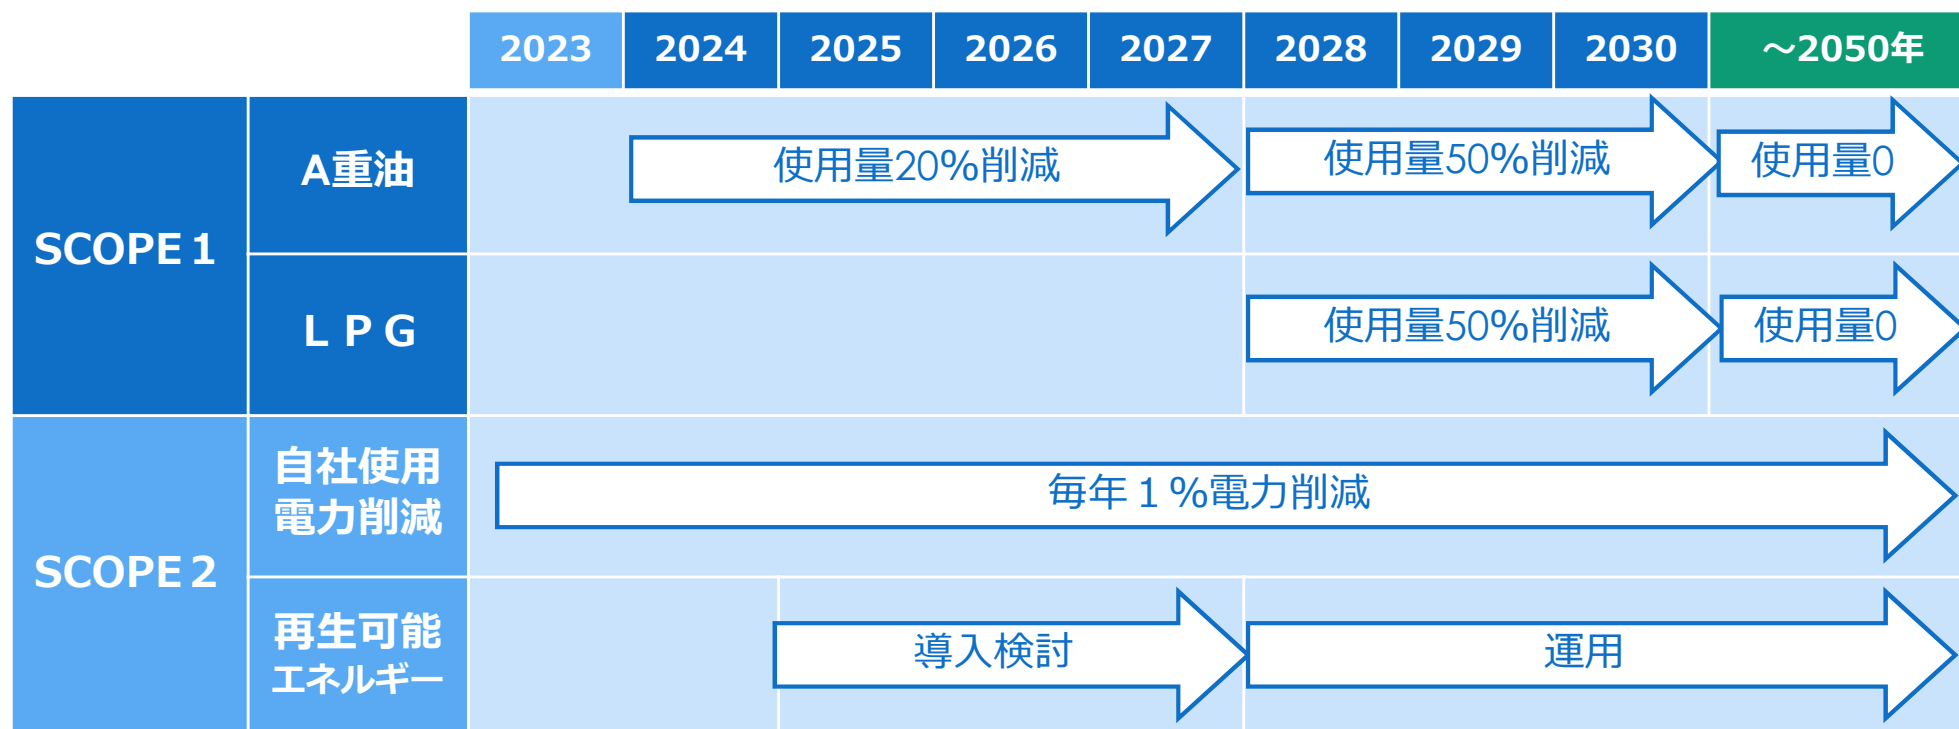 2023 2024 2025 2026 2027 2028 2029 2030 ～2050年
SCOPE１
A重油
使用量20%削減
使用量50%削減
使用量0
ＬＰＧ
使用量50%削減
使用量0
SCOPE２
自社使用
電力削減
毎年１%電力削減
再生可能
エネルギー
導入検討
運用